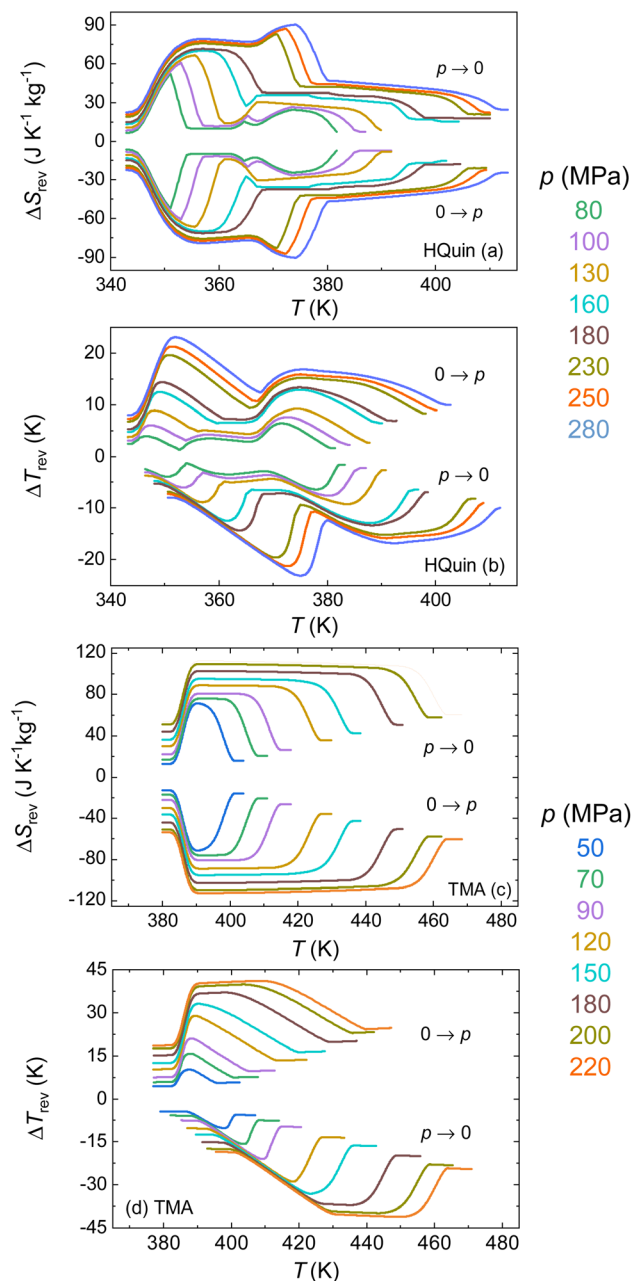 90
60
30
0
-30
-60
-90
ΔS_rev (J K⁻¹ kg⁻¹)
p → 0
0 → p
HQuin (a)
340 360 380 400
T (K)
p (MPa)
80
100
130
160
180
230
250
280
20
10
0
-10
-20
ΔT_rev (K)
0 → p
p → 0
HQuin (b)
340 360 380 400
T (K)
120
80
40
0
-40
-80
-120
ΔS_rev (J K⁻¹kg⁻¹)
p → 0
0 → p
TMA (c)
380 400 420 440 460 480
T (K)
p (MPa)
50
70
90
120
150
180
200
220
45
30
15
0
-15
-30
-45
ΔT_rev (K)
0 → p
p → 0
(d) TMA
380 400 420 440 460 480
T (K)